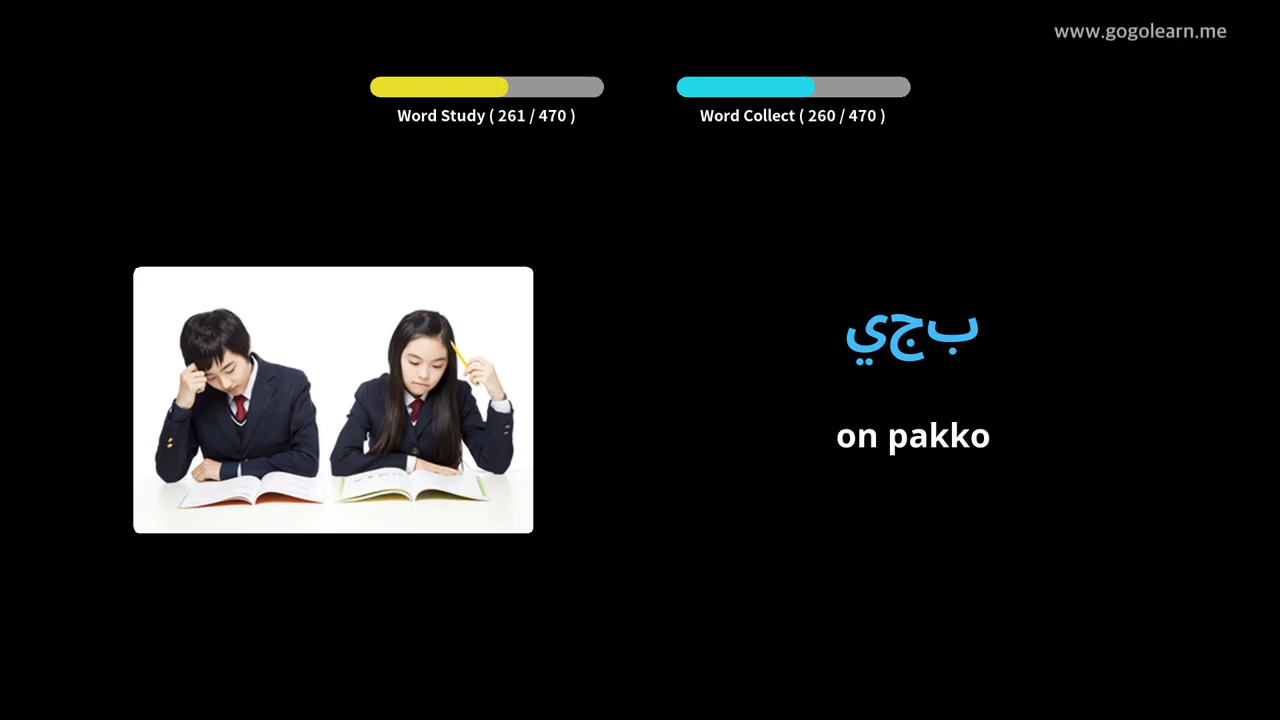 www.gogolearn.me
Word Study ( 261 / 470 )
Word Collect ( 260 / 470 )
بجي
on pakko